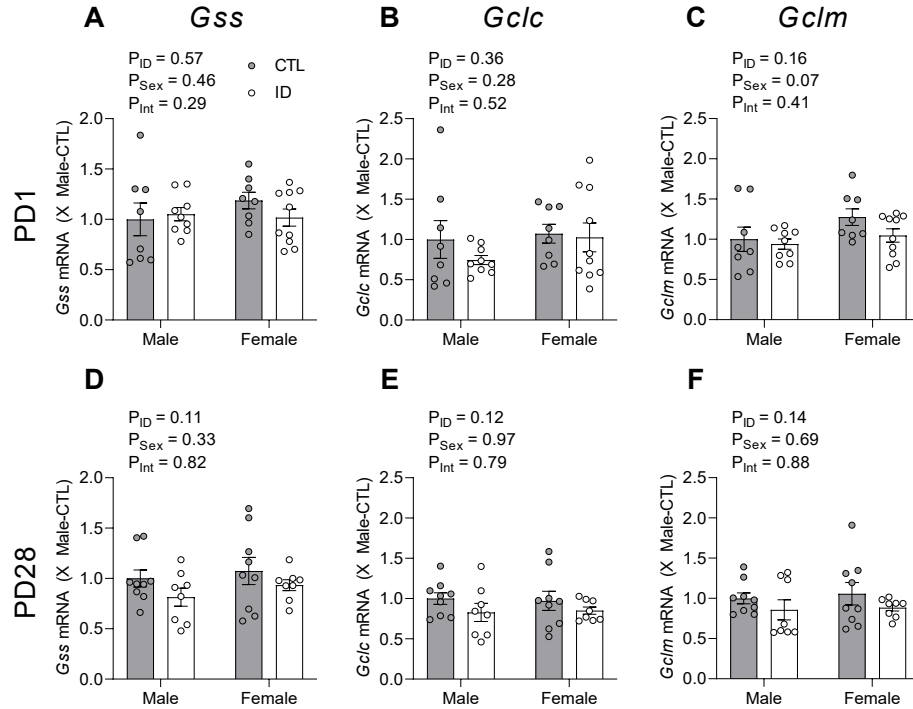 A Gss
B Gclc
C Gclm
P_ID = 0.57
P_Sex = 0.46
P_Int = 0.29
CTL
ID
P_ID = 0.36
P_Sex = 0.28
P_Int = 0.52
P_ID = 0.16
P_Sex = 0.07
P_Int = 0.41
PD1
Gss mRNA (X Male-CTL)
2.0
1.5
1.0
0.5
0.0
Male Female
Gclc mRNA (X Male-CTL)
2.5
2.0
1.5
1.0
0.5
0.0
Male Female
Gclm mRNA (X Male-CTL)
2.5
2.0
1.5
1.0
0.5
0.0
Male Female
D
E
F
P_ID = 0.11
P_Sex = 0.33
P_Int = 0.82
P_ID = 0.12
P_Sex = 0.97
P_Int = 0.79
P_ID = 0.14
P_Sex = 0.69
P_Int = 0.88
PD28
Gss mRNA (X Male-CTL)
2.0
1.5
1.0
0.5
0.0
Male Female
Gclc mRNA (X Male-CTL)
2.5
2.0
1.5
1.0
0.5
0.0
Male Female
Gclm mRNA (X Male-CTL)
2.5
2.0
1.5
1.0
0.5
0.0
Male Female